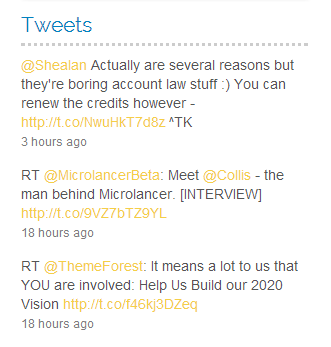 Tweets
@Shealan Actually are several reasons but
they're boring account law stuff :) You can
renew the credits however -
http://t.co/NwuHkT7d8z ^TK
3 hours ago
RT @MicrolancerBeta: Meet @Collis - the
man behind Microlancer. [INTERVIEW]
http://t.co/9VZ7bTZ9YL
18 hours ago
RT @ThemeForest: It means a lot to us that
YOU are involved: Help Us Build our 2020
Vision http://t.co/f46kj3DZeq
18 hours ago